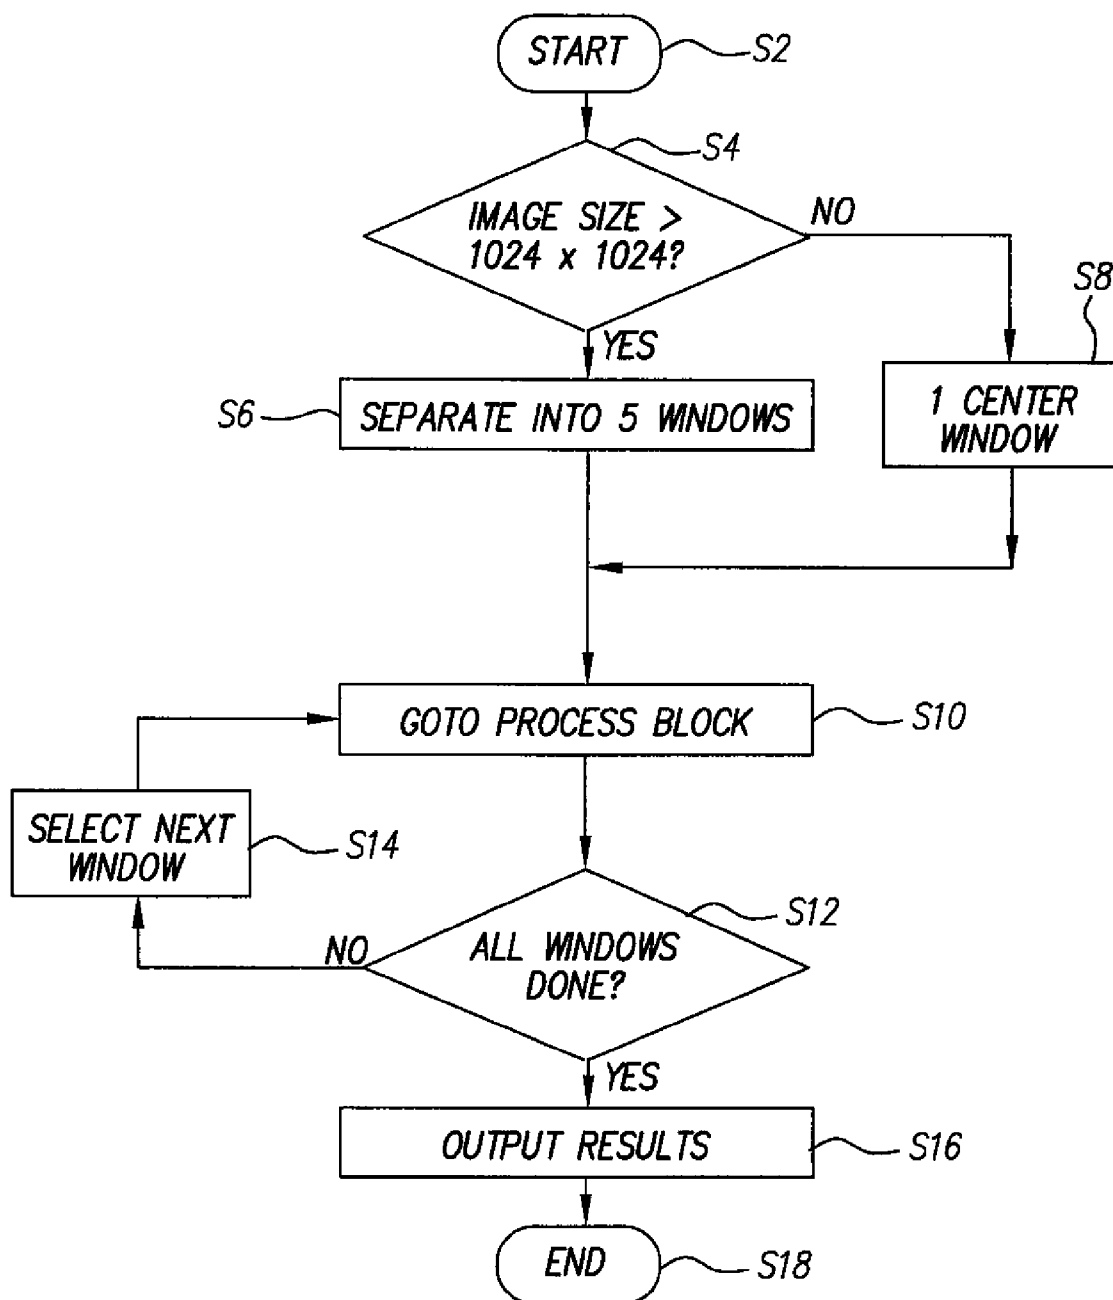 START
S2
S4
IMAGE SIZE >
1024 x 1024?
NO
S8
YES
S6
SEPARATE INTO 5 WINDOWS
1 CENTER
WINDOW
GOTO PROCESS BLOCK
S10
SELECT NEXT
WINDOW
S14
S12
NO
ALL WINDOWS
DONE?
YES
OUTPUT RESULTS
S16
END
S18